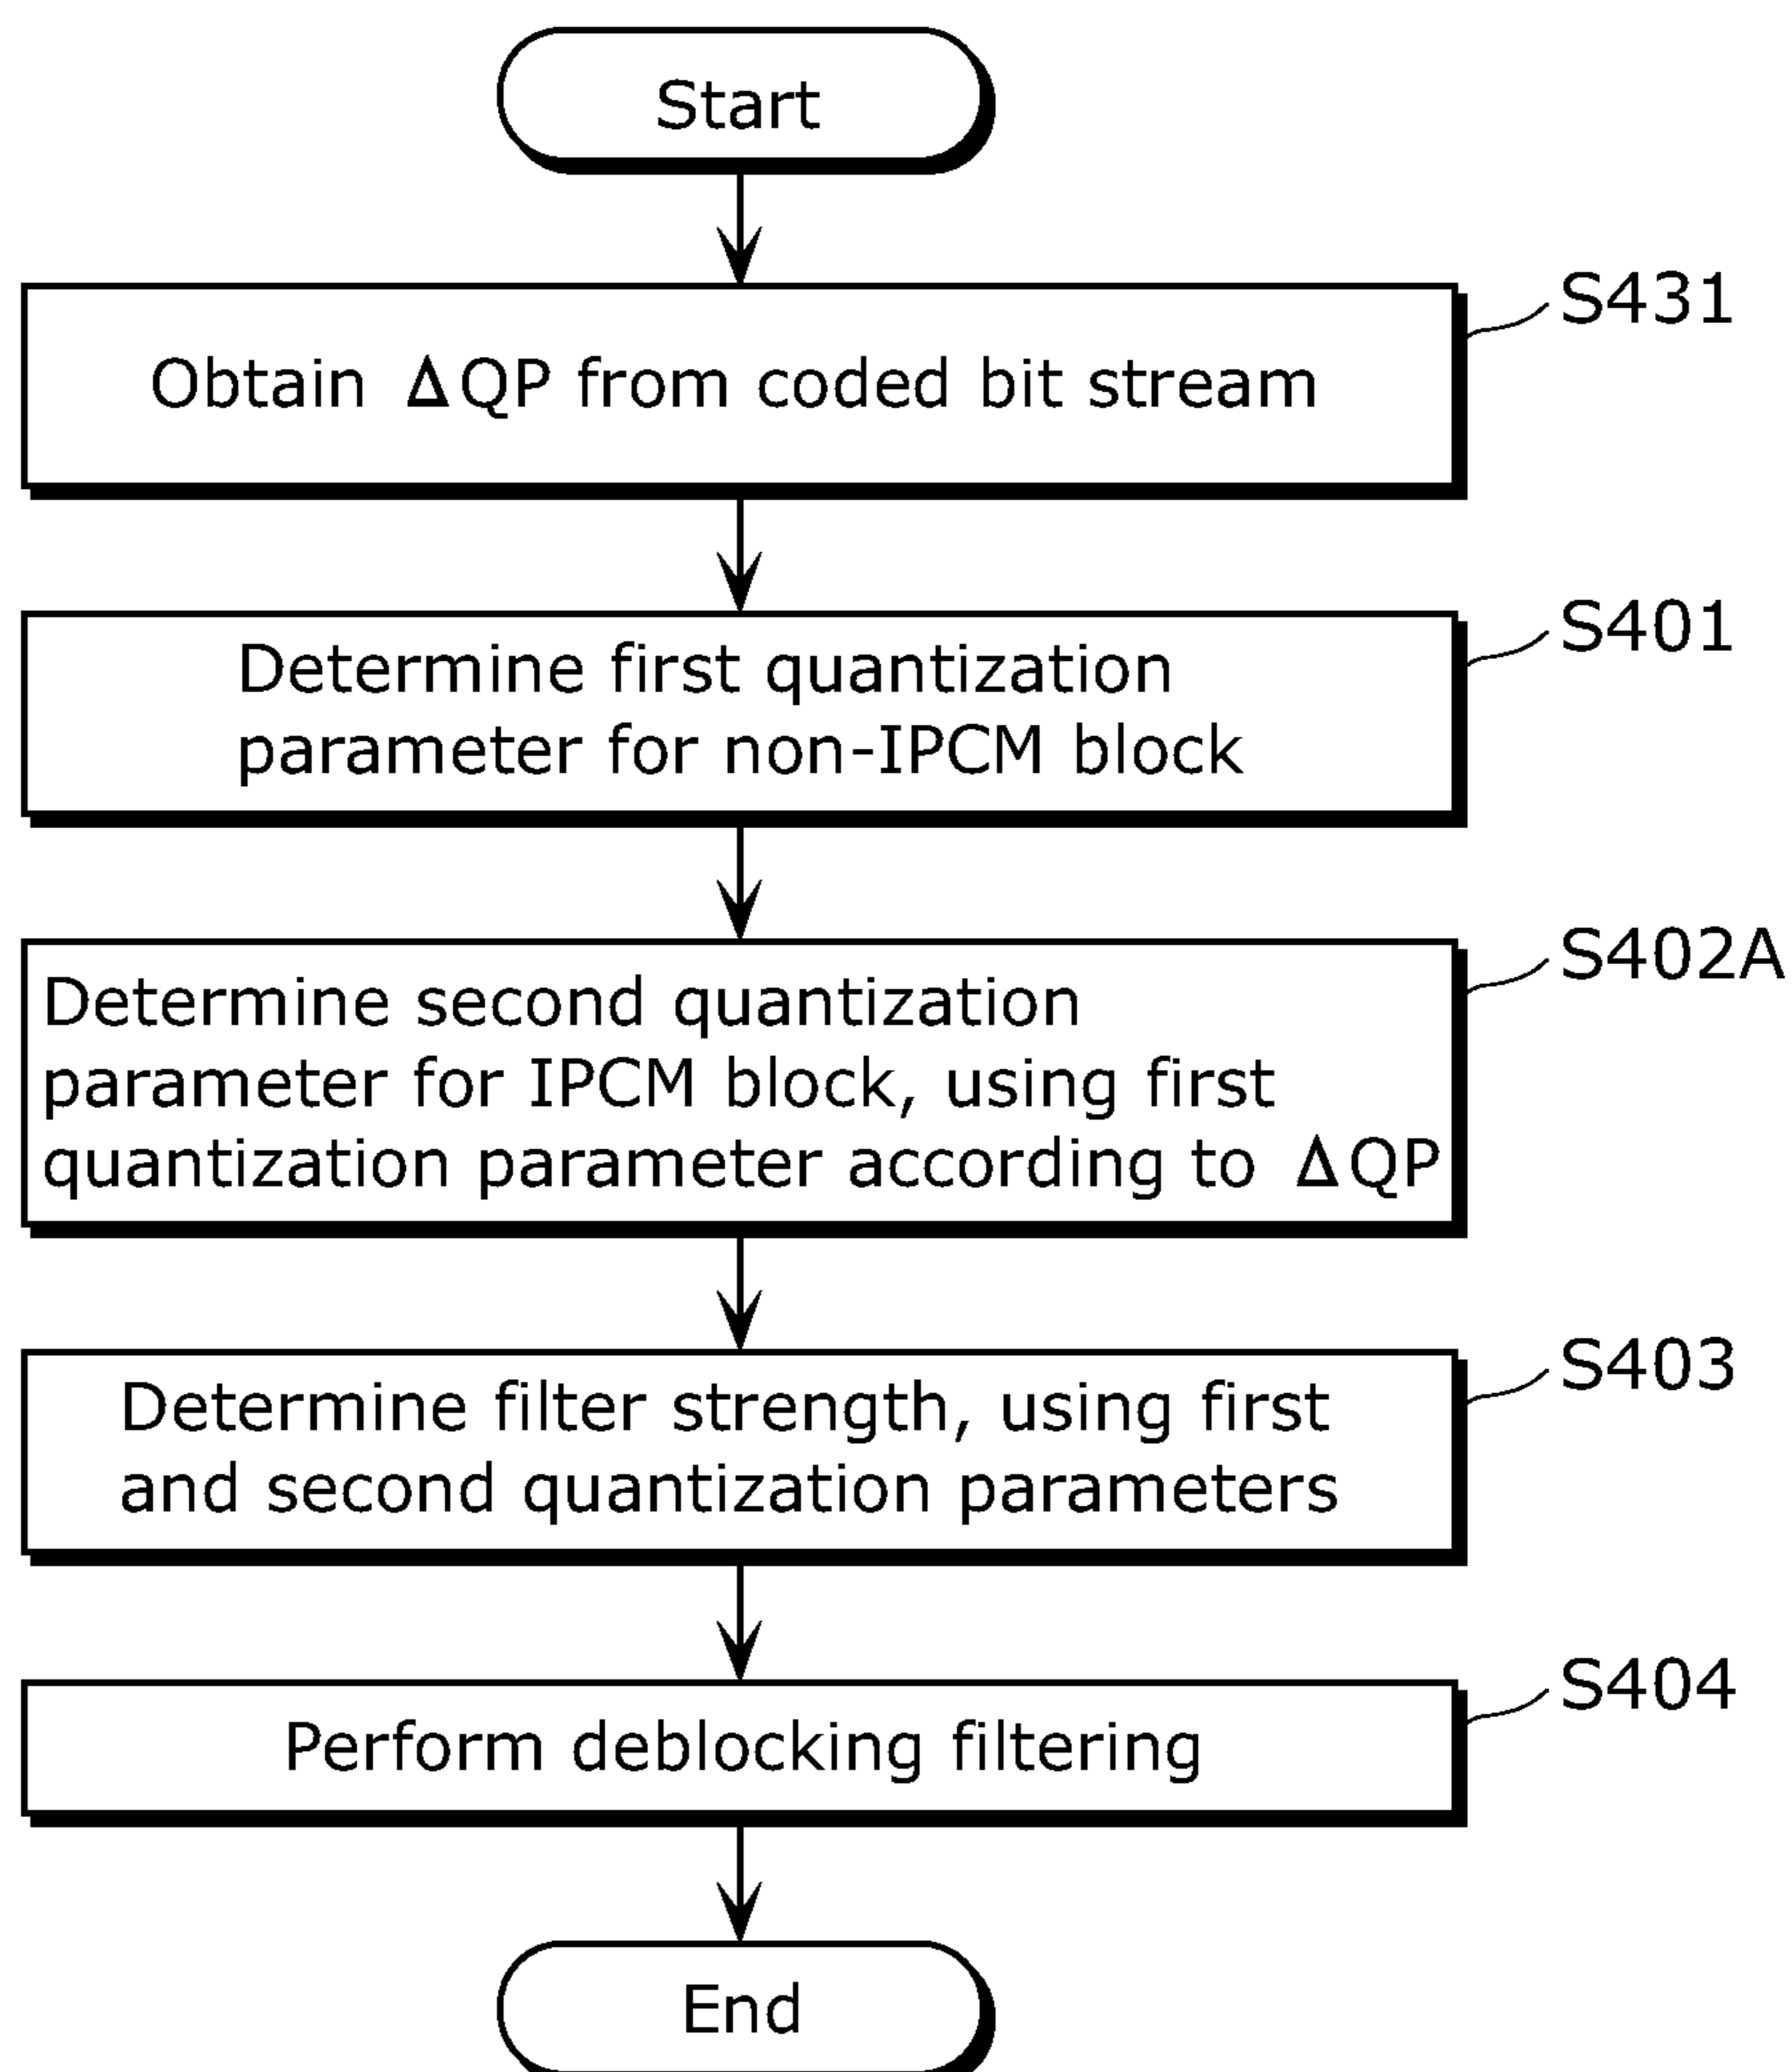 Start
S431
Obtain ΔQP from coded bit stream
S401
Determine first quantization
parameter for non-IPCM block
S402A
Determine second quantization
parameter for IPCM block, using first
quantization parameter according to ΔQP
S403
Determine filter strength, using first
and second quantization parameters
S404
Perform deblocking filtering
End